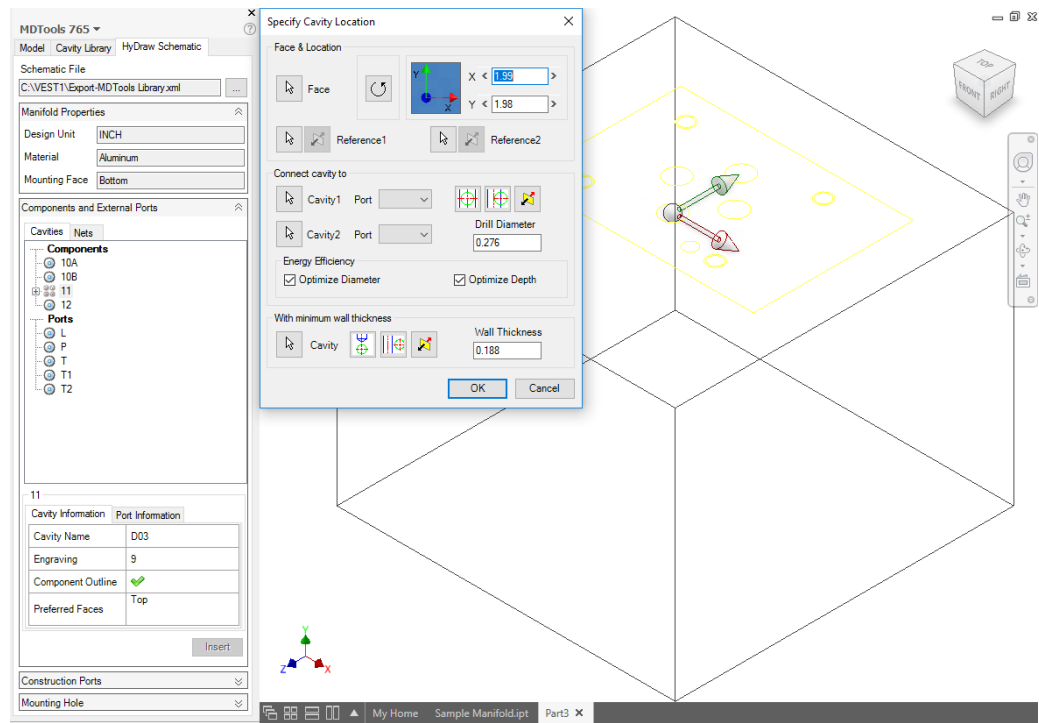 MDTools 765
Model Cavity Library HyDraw Schematic
Schematic File
C:\VEST1\Export-MDTools Library.xml ...
Manifold Properties
Design Unit INCH
Material Aluminum
Mounting Face Bottom
Components and External Ports
Cavities Nets
Components
10A
10B
11
12
Ports
L
P
T
T1
T2
11
Cavity Information Port Information
Cavity Name D03
Engraving 9
Component Outline
Preferred Faces Top
Insert
Construction Ports
Mounting Hole
Specify Cavity Location
Face & Location
Face
Y
X
X < 1.99 >
Y < 1.98 >
Reference1 Reference2
Connect cavity to
Cavity1 Port
Cavity2 Port
Drill Diameter
0.276
Energy Efficiency
Optimize Diameter Optimize Depth
With minimum wall thickness
Cavity
Wall Thickness
0.188
OK Cancel
TOP
FRONT RIGHT
Y
Z X
My Home Sample Manifold.ipt Part3